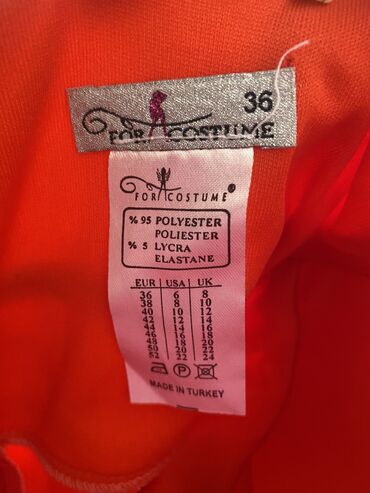 36
FOR COSTUME
FOR COSTUME ®
% 95 POLYESTER
POLIESTER
% 5 LYCRA
ELASTANE
EUR USA UK
36 6 8
38 8 10
40 10 12
42 12 14
44 14 16
46 16 18
48 18 20
50 20 22
52 22 24
P
MADE IN TURKEY